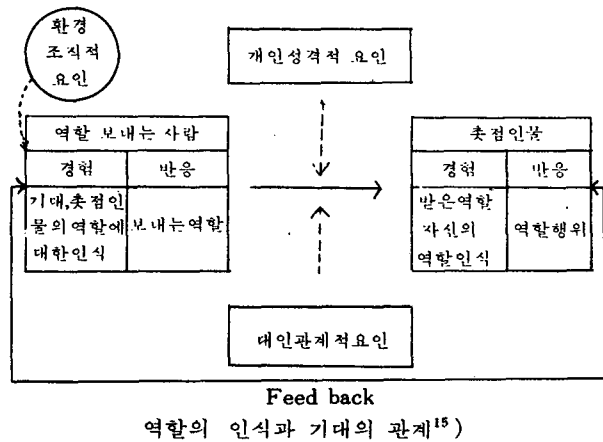 환경
조직적
요인
개인성격적 요인
역할 보내는 사람
경험
반응
기대,촛점인
물의역할에
대한인식
보내는역할
촛점인물
경험
반응
받은역할
자신의
역할인식
역할행위
대인관계적요인
Feed back
역할의 인식과 기대의 관계¹⁵)